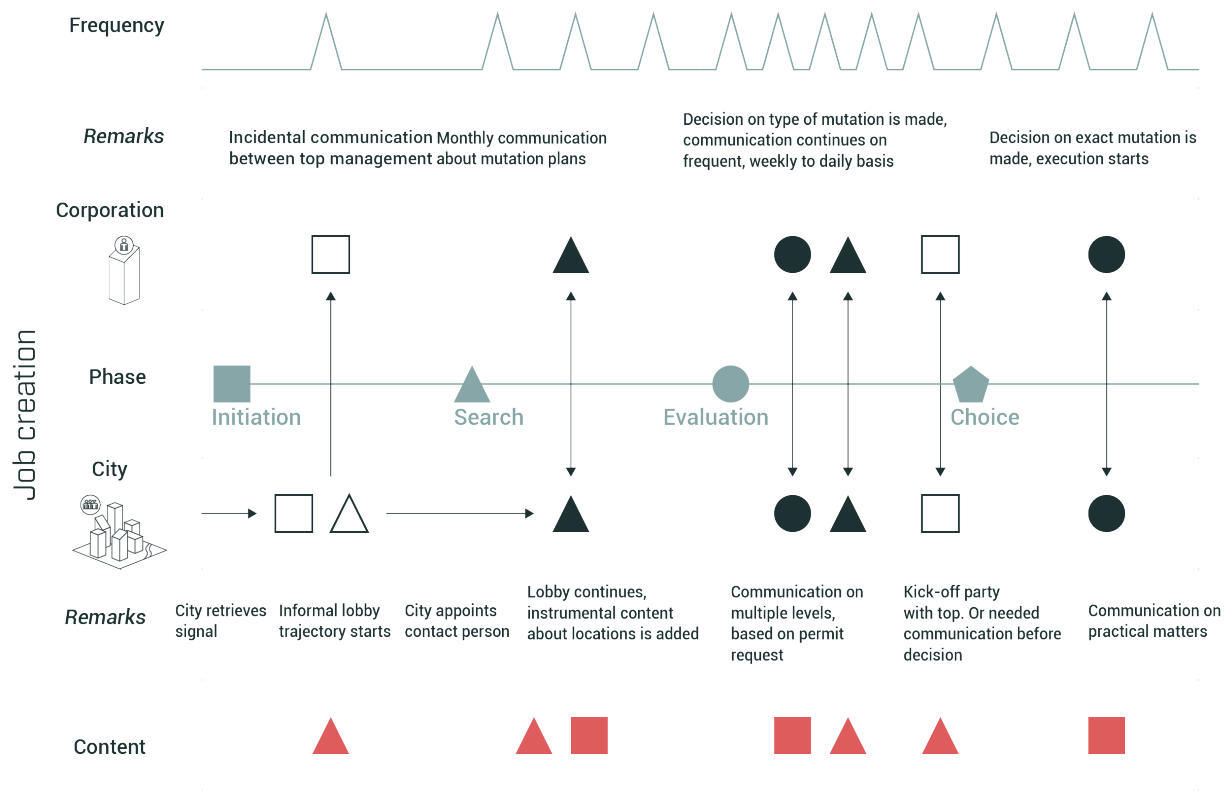 Frequency
Remarks
Incidental communication
between top management
Monthly communication
about mutation plans
Decision on type of mutation is made,
communication continues on
frequent, weekly to daily basis
Decision on exact mutation is
made, execution starts
Corporation
Job creation
Phase
Initiation
Search
Evaluation
Choice
City
Remarks
City retrieves
signal
Informal lobby
trajectory starts
City appoints
contact person
Lobby continues,
instrumental content
about locations is added
Communication on
multiple levels,
based on permit
request
Kick-off party
with top. Or needed
communication before
decision
Communication on
practical matters
Content